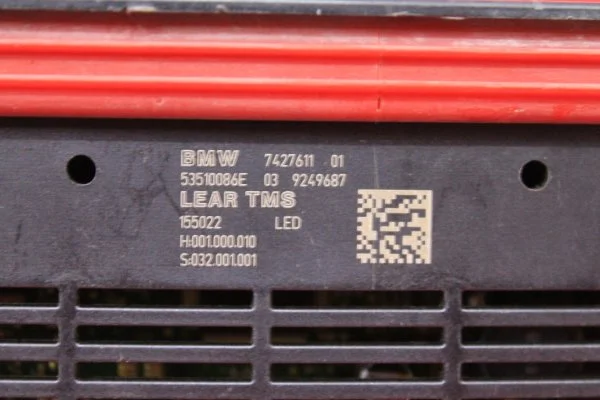 BMW 7427611 01
53510086E 03 9249687
LEAR TMS
155022 LED
H:001.000.010
S:032.001.001